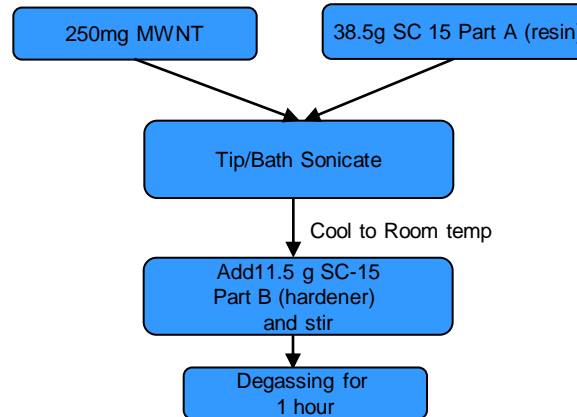 250mg MWNT
38.5g SC 15 Part A (resin)
Tip/Bath Sonicate
Cool to Room temp
Add11.5 g SC-15
Part B (hardener)
and stir
Degassing for
1 hour